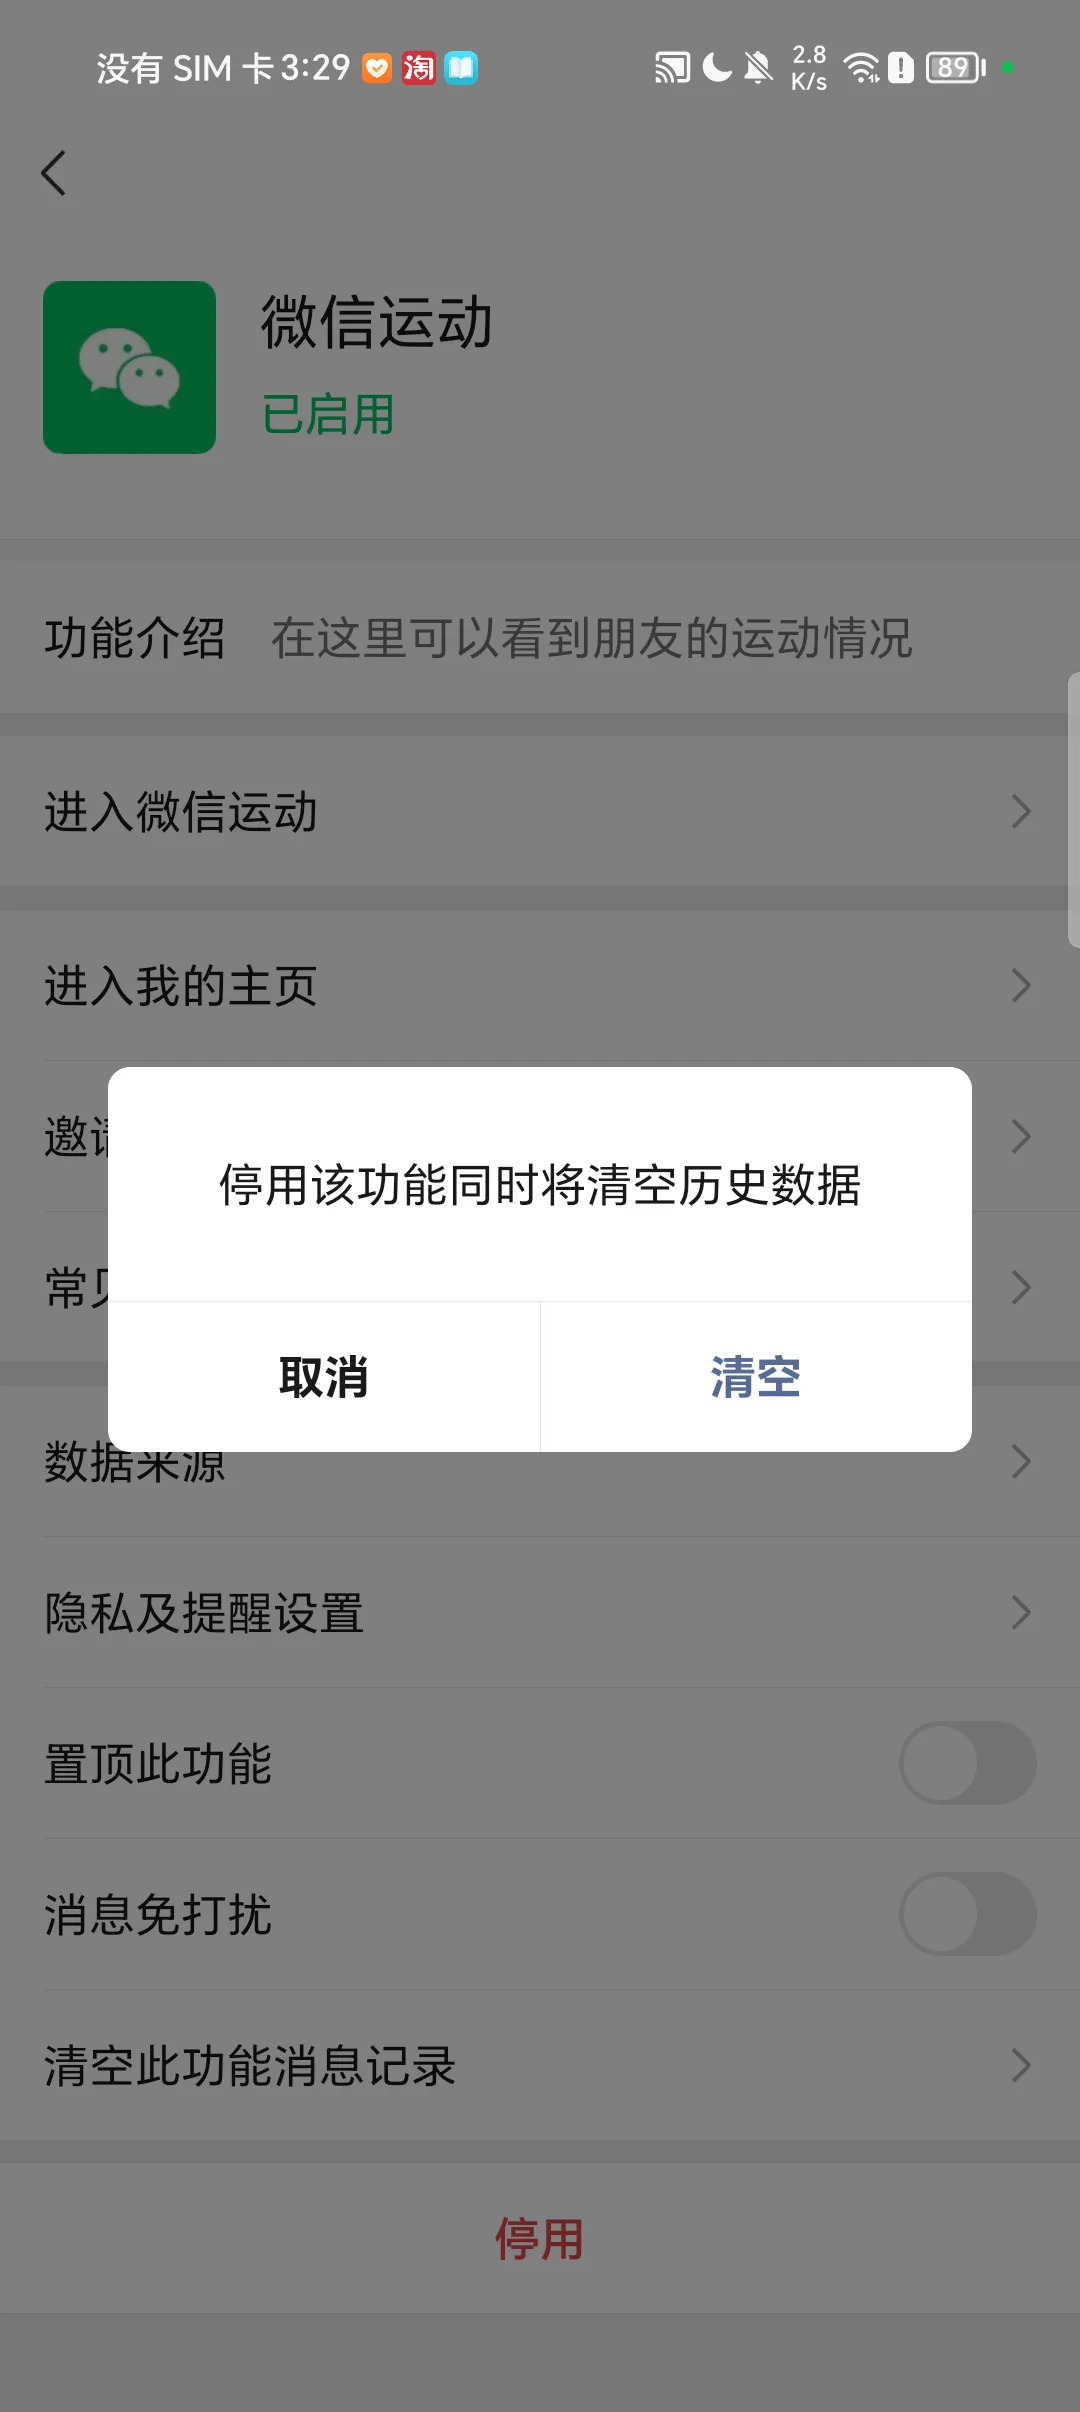 没有 SIM 卡 3:29 淘 2.8 K/s 89
微信运动
已启用
功能介绍 在这里可以看到朋友的运动情况
进入微信运动
进入我的主页
邀
停用该功能同时将清空历史数据
常
取消 清空
数据来源
隐私及提醒设置
置顶此功能
消息免打扰
清空此功能消息记录
停用